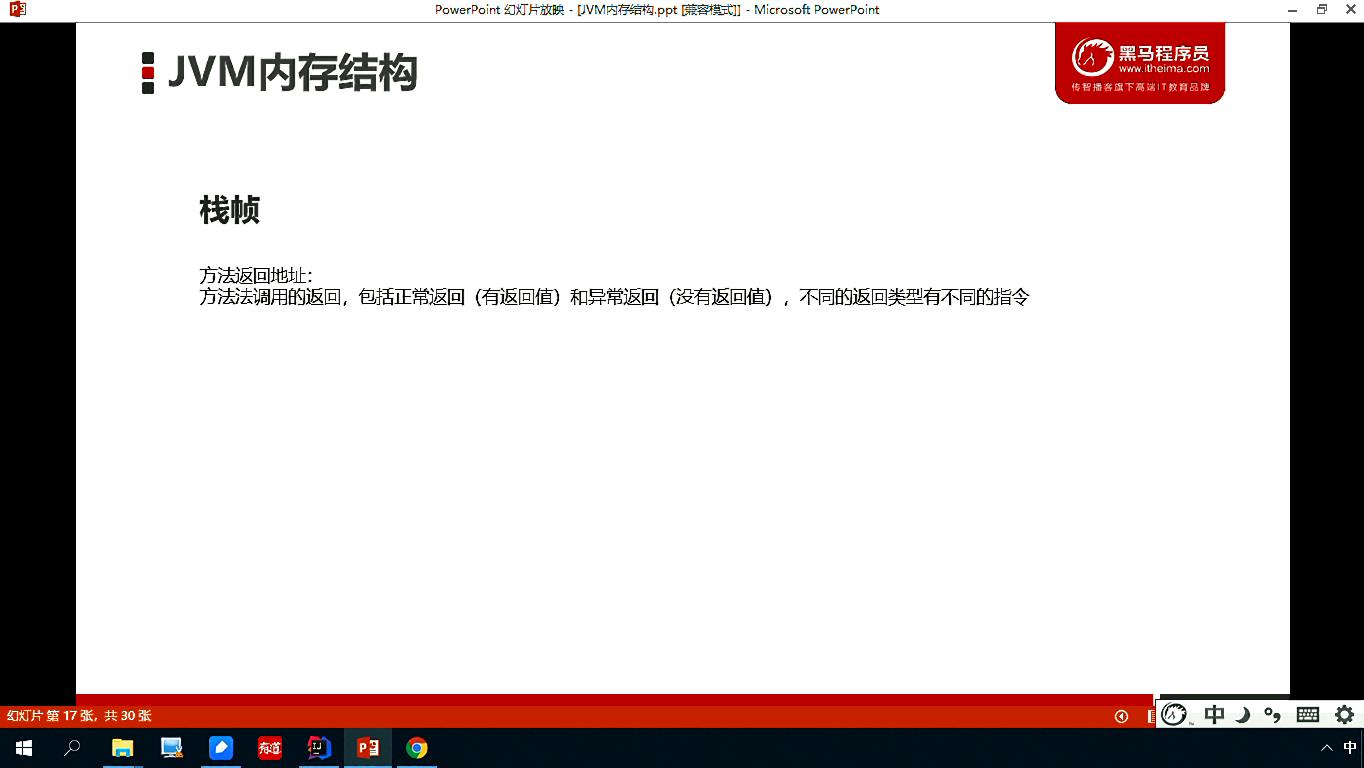 PowerPoint 幻灯片放映 - [JVM内存结构.ppt [兼容模式]] - Microsoft PowerPoint
JVM内存结构
黑马程序员
www.itheima.com
传智播客旗下高端IT教育品牌
栈帧
方法返回地址：
方法法调用的返回，包括正常返回（有返回值）和异常返回（没有返回值），不同的返回类型有不同的指令
幻灯片 第 17 张，共 30 张
中
有道
IJ
中